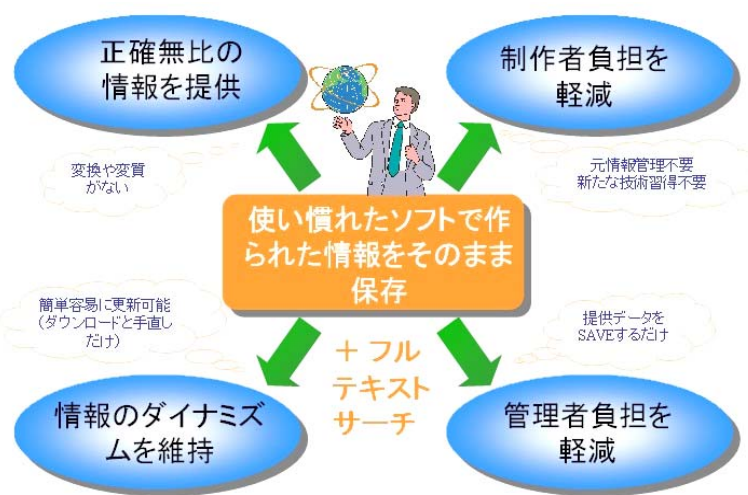 正確無比の
情報を提供
制作者負担を
軽減
変換や変質
がない
元情報管理不要
新たな技術習得不要
使い慣れたソフトで作
られた情報をそのまま
保存
簡単容易に更新可能
(ダウンロードと手直し
だけ)
提供データを
SAVEするだけ
+ フル
テキスト
サーチ
情報のダイナミズ
ムを維持
管理者負担を
軽減